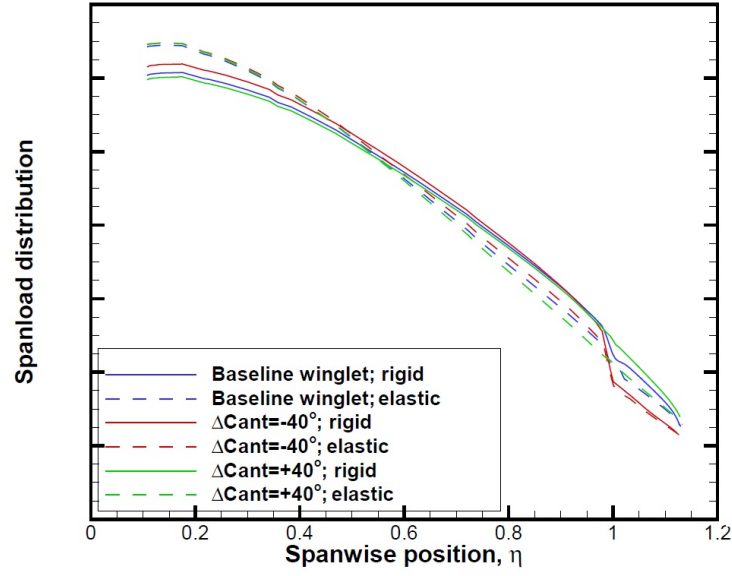 Spanload distribution
Baseline winglet; rigid
Baseline winglet; elastic
ΔCant=-40°; rigid
ΔCant=-40°; elastic
ΔCant=+40°; rigid
ΔCant=+40°; elastic
0 0.2 0.4 0.6 0.8 1 1.2
Spanwise position, η